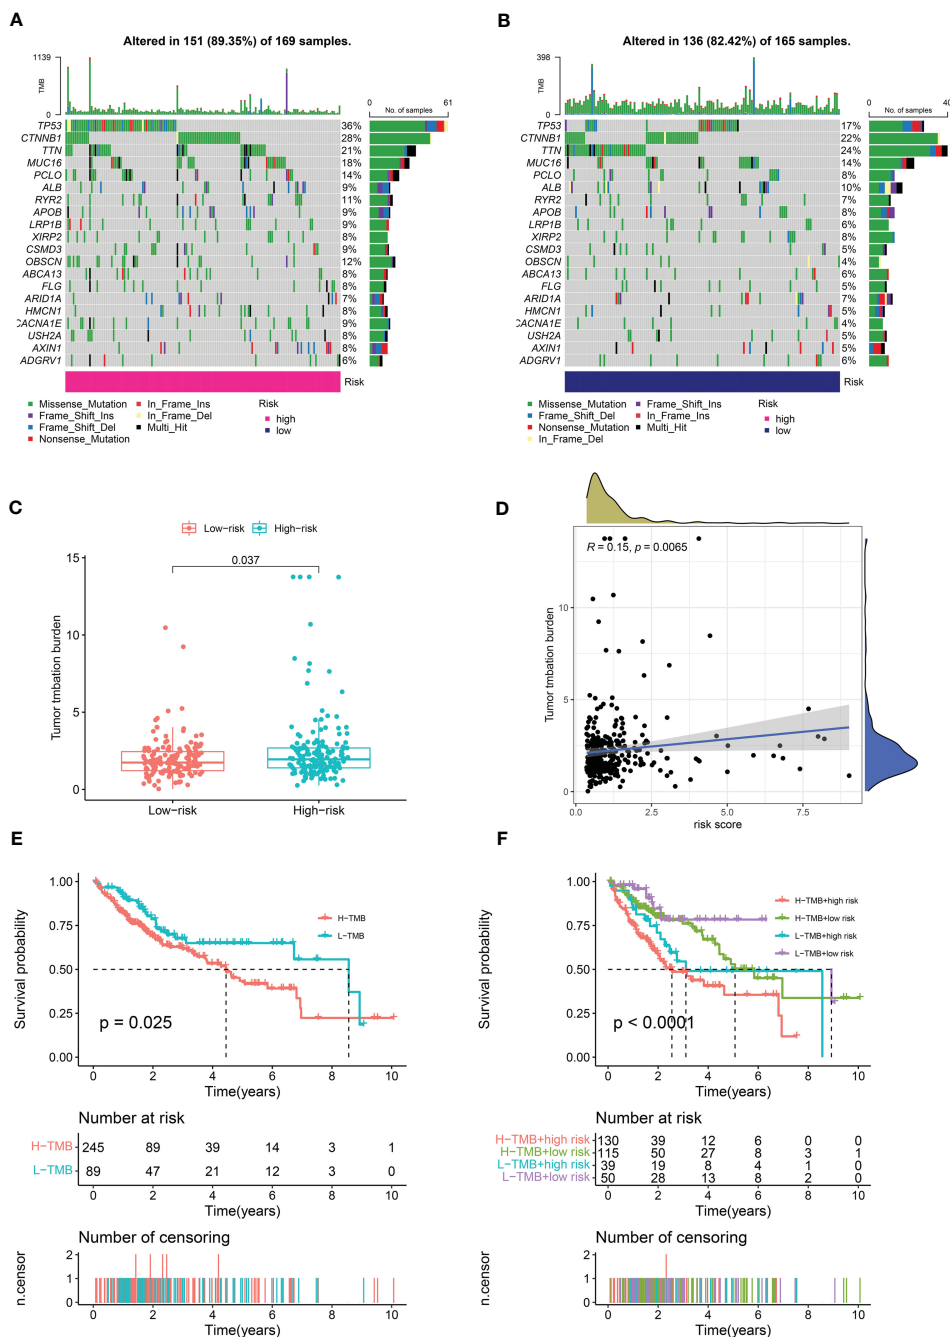 A
Altered in 151 (89.35%) of 169 samples.
1139
TMB
0
0 61
No. of samples
TP53 36%
CTNNB1 28%
TTN 21%
MUC16 18%
PCLO 14%
ALB 9%
RYR2 11%
APOB 9%
LRP1B 9%
XIRP2 8%
CSMD3 9%
OBSCN 12%
ABCA13 8%
FLG 8%
ARID1A 7%
HMCN1 8%
CACNA1E 9%
USH2A 8%
AXIN1 8%
ADGRV1 6%
Risk
Missense_Mutation In_Frame_Ins Risk
Frame_Shift_Ins In_Frame_Del high
Frame_Shift_Del Multi_Hit low
Nonsense_Mutation
B
Altered in 136 (82.42%) of 165 samples.
398
TMB
0
0 40
No. of samples
TP53 17%
CTNNB1 22%
TTN 24%
MUC16 14%
PCLO 8%
ALB 10%
RYR2 7%
APOB 8%
LRP1B 6%
XIRP2 8%
CSMD3 5%
OBSCN 4%
ABCA13 6%
FLG 5%
ARID1A 7%
HMCN1 5%
CACNA1E 4%
USH2A 5%
AXIN1 5%
ADGRV1 6%
Risk
Missense_Mutation Frame_Shift_Ins Risk
Frame_Shift_Del In_Frame_Ins high
Nonsense_Mutation Multi_Hit low
In_Frame_Del
C
Low−risk High−risk
0.037
15
10
5
0
Tumor tmbation burden
Low−risk High−risk
D
R = 0.15, p = 0.0065
10
5
0
Tumor tmbation burden
0.0 2.5 5.0 7.5
risk score
E
1.00
0.75
0.50
0.25
0.00
Survival probability
H−TMB
L−TMB
p = 0.025
0 2 4 6 8 10
Time(years)
Number at risk
H−TMB 245 89 39 14 3 1
L−TMB 89 47 21 12 3 0
0 2 4 6 8 10
Time(years)
Number of censoring
n.censor
2
1
0
0 2 4 6 8 10
Time(years)
F
1.00
0.75
0.50
0.25
0.00
Survival probability
H−TMB+high risk
H−TMB+low risk
L−TMB+high risk
L−TMB+low risk
p < 0.0001
0 2 4 6 8 10
Time(years)
Number at risk
H−TMB+high risk 130 39 12 6 0 0
H−TMB+low risk 115 50 27 8 3 1
L−TMB+high risk 39 19 8 4 1 0
L−TMB+low risk 50 28 13 8 2 0
0 2 4 6 8 10
Time(years)
Number of censoring
n.censor
2
1
0
0 2 4 6 8 10
Time(years)